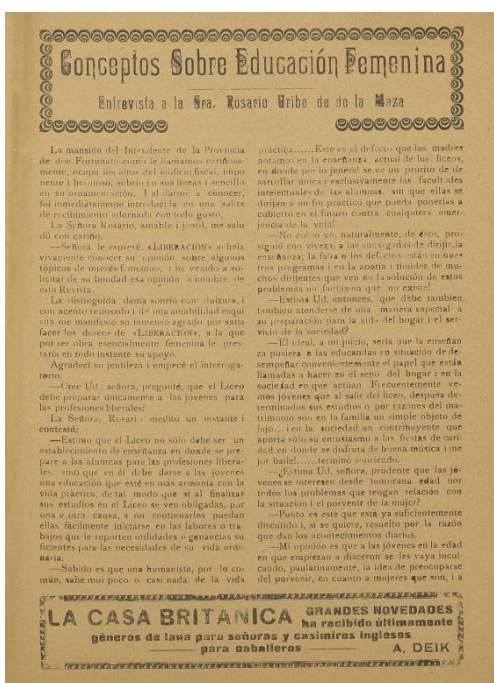 Conceptos Sobre Educación Femenina
Entrevista a la Sra. Rosario Uribe de de la Maza
La mansión del Intendente de la Provincia
de don Fortunato como le llamamos cariñosa-
mente, ocupa los altos del edificio fiscal, impo
nente i hermoso, sobrio en sus líneas i sencillo
en su ornamentación. I al darme a conocer,
fuí inmediatamente introducida en una salita
de recibimiento adornada con todo gusto.
La Señora Rosario, amable i jentil, me salu
dó con cariño.
—Señora, le espeté, «LIBERACIÓN» anhela
vivamente conocer su opinión sobre algunos
tópicos de interés femenino, i he venido a so-
licitar de su bondad esa opinión a nombre de
esta Revista.
La distinguida dama sonrió con dulzura, i
con acento reposado i de una amabilidad esqui
sita me manifestó su inmenso agrado por satis
facer los deseos de «LIBERACIÓN», a la que
por ser obra esencialmente femenina le pres-
taría en todo instante su apoyo.
Agradecí su jentileza i empecé el interroga-
torio.
—Cree Ud., señora, pregunté, que el Liceo
debe preparar únicamente a las jóvenes para
las profesiones liberales?
La Señora, Rosario meditó un instante i
contestó:
—Estimo que el Liceo no sólo debe ser un
establecimiento de enseñanza en donde se pre-
pare a las alumnas para las profesiones libera-
les, sino que en él debe darse a las jóvenes
una educación que esté en más armonía con la
vida práctica, de tal modo que si al finalizar
sus estudios en el Liceo se ven obligadas, por
una u otra causa, a no continuarlos puedan
ellas fácilmente iniciarse en las labores o tra-
bajos que le reporten utilidades o ganancias su
ficientes para las necesidades de su vida ordi-
naria.
—Sabido es que una humanista, por lo co-
mún, sabe mui poco o casi nada de la vida
práctica......Este es el defecto que las madres
notamos en la enseñanza actual de los liceos,
en donde por lo jeneral se ve un prurito de de
sarrollar única i esclusivamente las facultades
intelectuales de las alumnas, sin que ellas se
dirijan a un fin práctico que pueda ponerlas a
cubierto en el futuro contra cualquiera emer-
jencia de la vida!
—No culpo yo, naturalmente, de ésto, pro-
siguió con viveza, a las encargadas de dirijir la
enseñanza; la falta o los defectos están en nues
tros programas i en la apatía i timidez de mu-
chos dirijentes que ven en la solución de estos
problemas un fantasma que no existe!
—Estima Ud, entonces, que debe tambien
tambien atenderse de una manera especial a
su preparación para la vida del hogar i el ser-
vicio de la sociedad?
—El ideal, a mi juicio, sería que la enseñan
za pusiera a las educandas en situación de de-
sempeñar convenientemente el papel que están
llamadas a hacer en el seno del hogar i en la
sociedad en que actúan. Frecuentemente ve-
mos jóvenes que al salir del liceo, despues de
terminados sus estudios o por razones del ma-
trimonio son en la familia un simple objeto de
lujo... i en la sociedad un contribuyente que
aporta sólo su entusiasmo a las fiestas de cari-
dad en donde se disfruta de buena música i me
jor baile!......terminó sonriendo.
—¿Estima Ud, señora, prudente que las jó-
venes se interesen desde temprana edad por
todos los problemas que tengan relación con
la situación i el porvenir de la mujer?
—Punto es este que está ya suficientemente
discutido i, si se quiere, resuelto por la razón
que dan los acontecimientos diarios.
—Mi opinión es que a las jóvenes en la edad
en que empiezan a discernir se les vaya incul-
cando, paulatinamente, la idea de preocuparse
del porvenir, en cuanto a mujeres que son, i a
LA CASA BRITANICA GRANDES NOVEDADES
ha recibido últimamente
géneros de lana para señoras y casimires ingleses
para caballeros A. DEIK